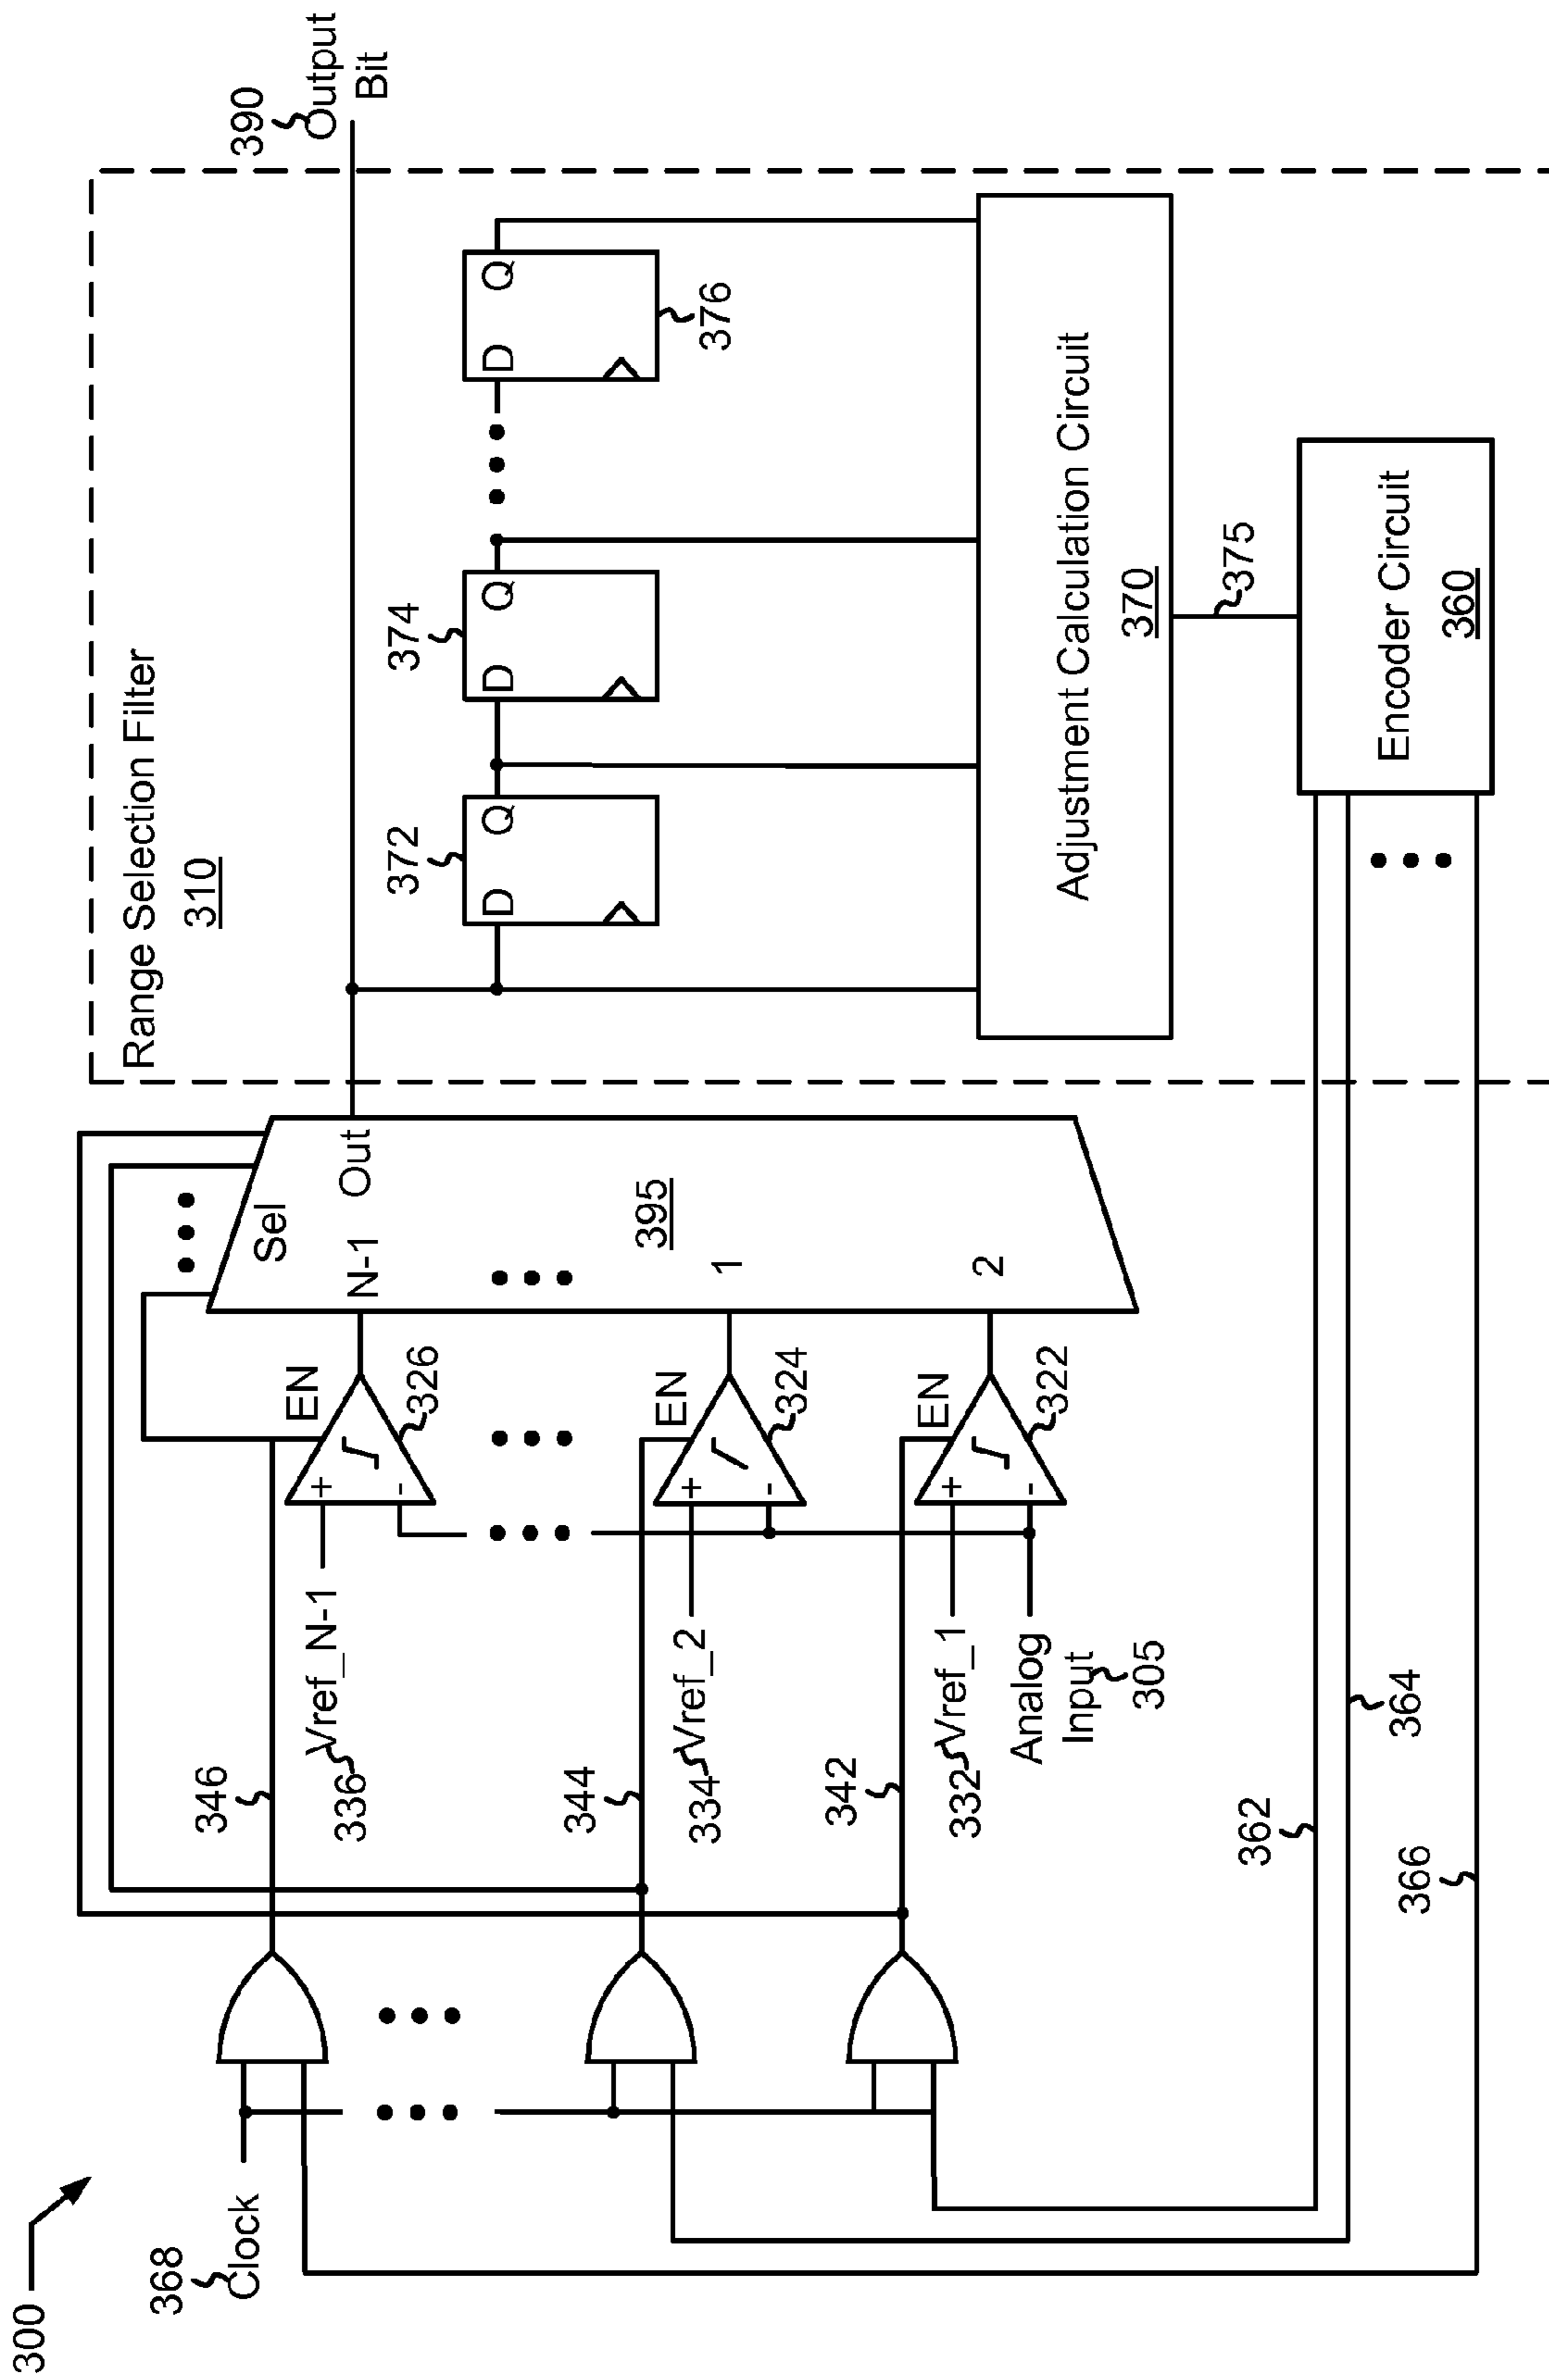 300
368
Clock
346
Vref_N-1
336
EN
+
-
326
344
Vref_2
334
EN
+
-
324
342
Vref_1
332
EN
+
-
322
Analog
Input
305
Sel
N-1
Out
395
1
2
Range Selection Filter
310
390
Output
Bit
372
D
Q
374
D
Q
376
D
Q
Adjustment Calculation Circuit
370
375
Encoder Circuit
360
362
364
366